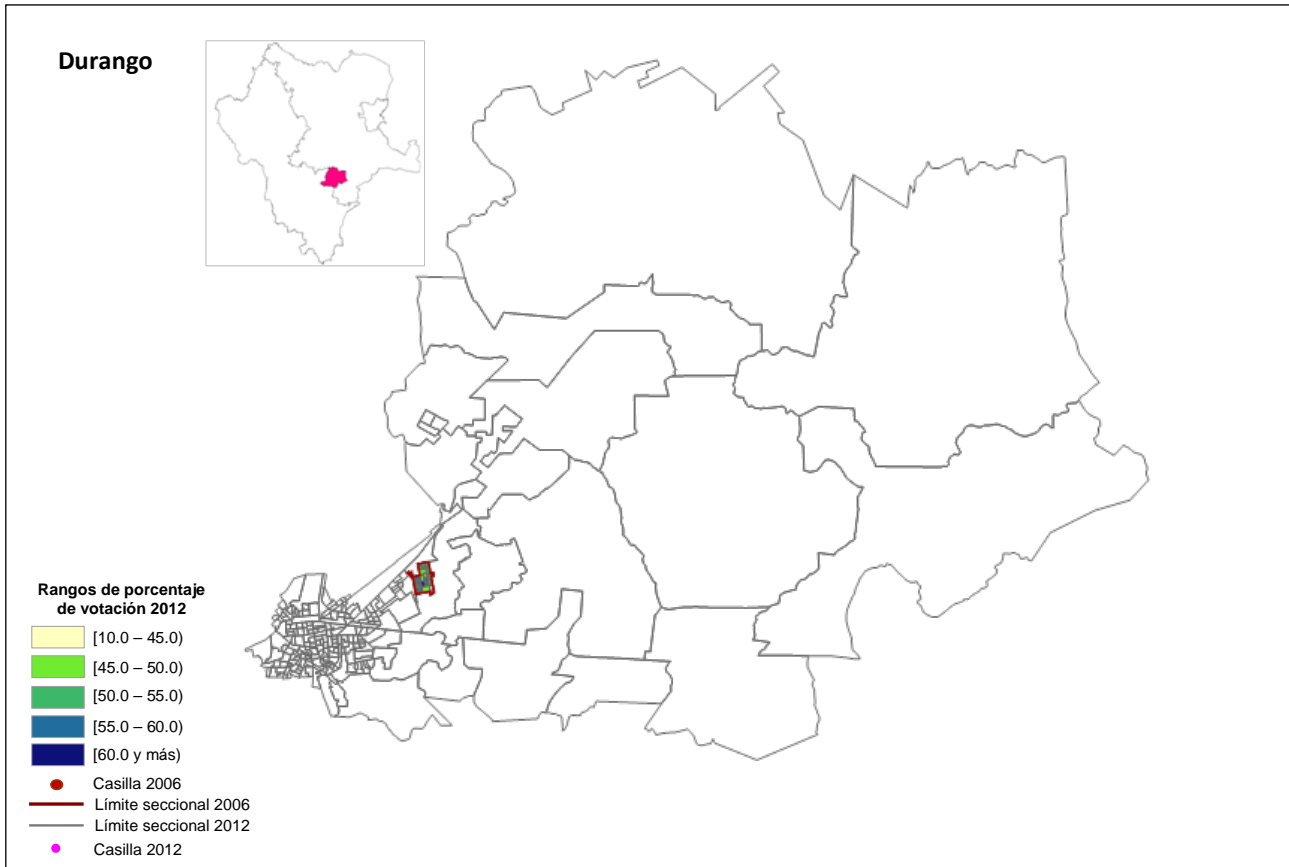 Durango
Rangos de porcentaje
de votación 2012
[10.0 – 45.0)
[45.0 – 50.0)
[50.0 – 55.0)
[55.0 – 60.0)
[60.0 y más)
Casilla 2006
Límite seccional 2006
Límite seccional 2012
Casilla 2012